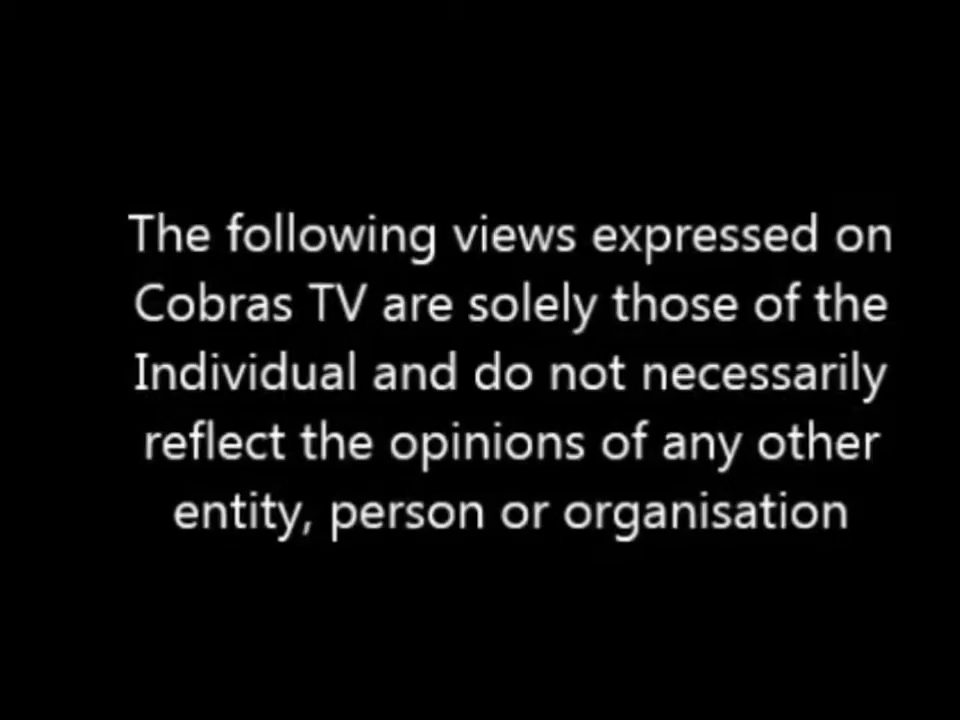 The following views expressed on
Cobras TV are solely those of the
Individual and do not necessarily
reflect the opinions of any other
entity, person or organisation